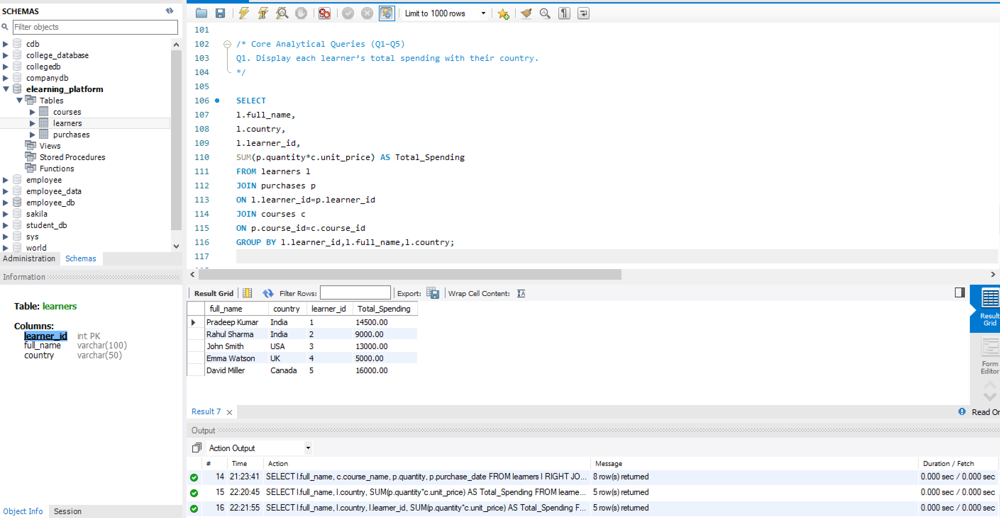 SCHEMAS
Filter objects
cdb
college_database
collegedb
companydb
elearning_platform
Tables
courses
learners
purchases
Views
Stored Procedures
Functions
employee
employee_data
employee_db
sakila
student_db
sys
world
Administration Schemas
Information
Table: learners
Columns:
learner_id int PK
full_name varchar(100)
country varchar(50)
Object Info Session
Limit to 1000 rows
101
102 /* Core Analytical Queries (Q1–Q5)
103 Q1. Display each learner’s total spending with their country.
104 */
105
106 SELECT
107 l.full_name,
108 l.country,
109 l.learner_id,
110 SUM(p.quantity*c.unit_price) AS Total_Spending
111 FROM learners l
112 JOIN purchases p
113 ON l.learner_id=p.learner_id
114 JOIN courses c
115 ON p.course_id=c.course_id
116 GROUP BY l.learner_id,l.full_name,l.country;
117
Result Grid Filter Rows: Export: Wrap Cell Content:
full_name country learner_id Total_Spending
Pradeep Kumar India 1 14500.00
Rahul Sharma India 2 9000.00
John Smith USA 3 13000.00
Emma Watson UK 4 5000.00
David Miller Canada 5 16000.00
Result
Grid
Form
Editor
Result 7
Read On
Output
Action Output
# Time Action Message Duration / Fetch
14 21:23:41 SELECT l.full_name, c.course_name, p.quantity, p.purchase_date FROM learners l RIGHT JO... 8 row(s) returned 0.000 sec / 0.000 sec
15 22:20:45 SELECT l.full_name, l.country, SUM(p.quantity*c.unit_price) AS Total_Spending FROM learne... 5 row(s) returned 0.000 sec / 0.000 sec
16 22:21:55 SELECT l.full_name, l.country, l.learner_id, SUM(p.quantity*c.unit_price) AS Total_Spending F... 5 row(s) returned 0.000 sec / 0.000 sec